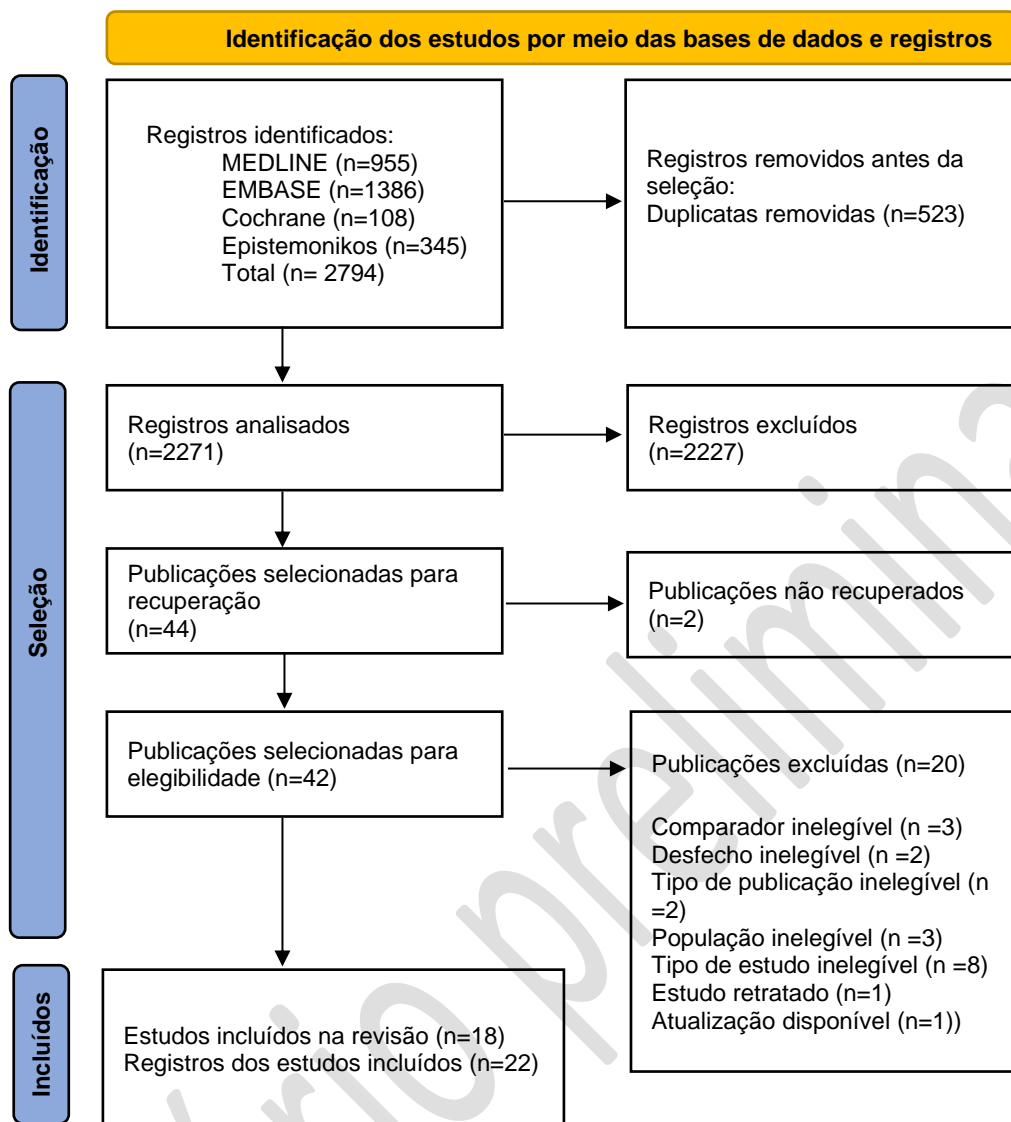 Identificação dos estudos por meio das bases de dados e registros
Identificação
Registros identificados:
MEDLINE (n=955)
EMBASE (n=1386)
Cochrane (n=108)
Epistemonikos (n=345)
Total (n= 2794)
Registros removidos antes da
seleção:
Duplicatas removidas (n=523)
Seleção
Registros analisados
(n=2271)
Registros excluídos
(n=2227)
Publicações selecionadas para
recuperação
(n=44)
Publicações não recuperados
(n=2)
Publicações selecionadas para
elegibilidade (n=42)
Publicações excluídas (n=20)
Comparador inelegível (n =3)
Desfecho inelegível (n =2)
Tipo de publicação inelegível (n
=2)
População inelegível (n =3)
Tipo de estudo inelegível (n =8)
Estudo retratado (n=1)
Atualização disponível (n=1))
Incluídos
Estudos incluídos na revisão (n=18)
Registros dos estudos incluídos (n=22)